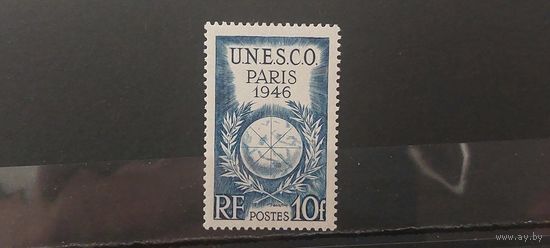 U.N.E.S.C.O.
PARIS
1946
RF POSTES 10f
www.ay.by